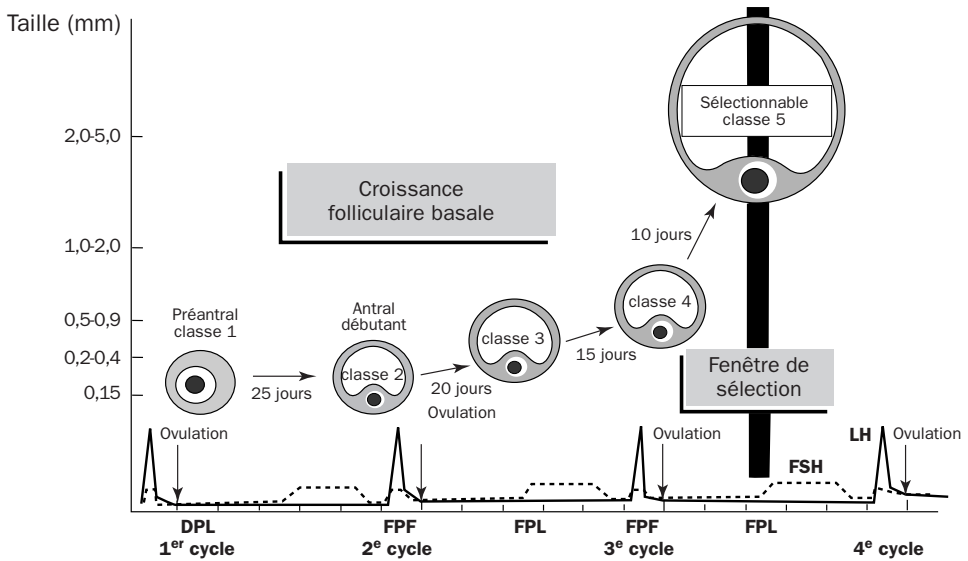 Taille (mm)
2,0-5,0
1,0-2,0
0,5-0,9
0,2-0,4
0,15
Croissance
folliculaire basale
Sélectionnable
classe 5
10 jours
Préantral
classe 1
25 jours
Antral
débutant
classe 2
20 jours
classe 3
15 jours
classe 4
Fenêtre de
sélection
Ovulation
Ovulation
Ovulation
LH
Ovulation
FSH
DPL
FPF
FPL
FPF
FPL
1er cycle
2e cycle
3e cycle
4e cycle